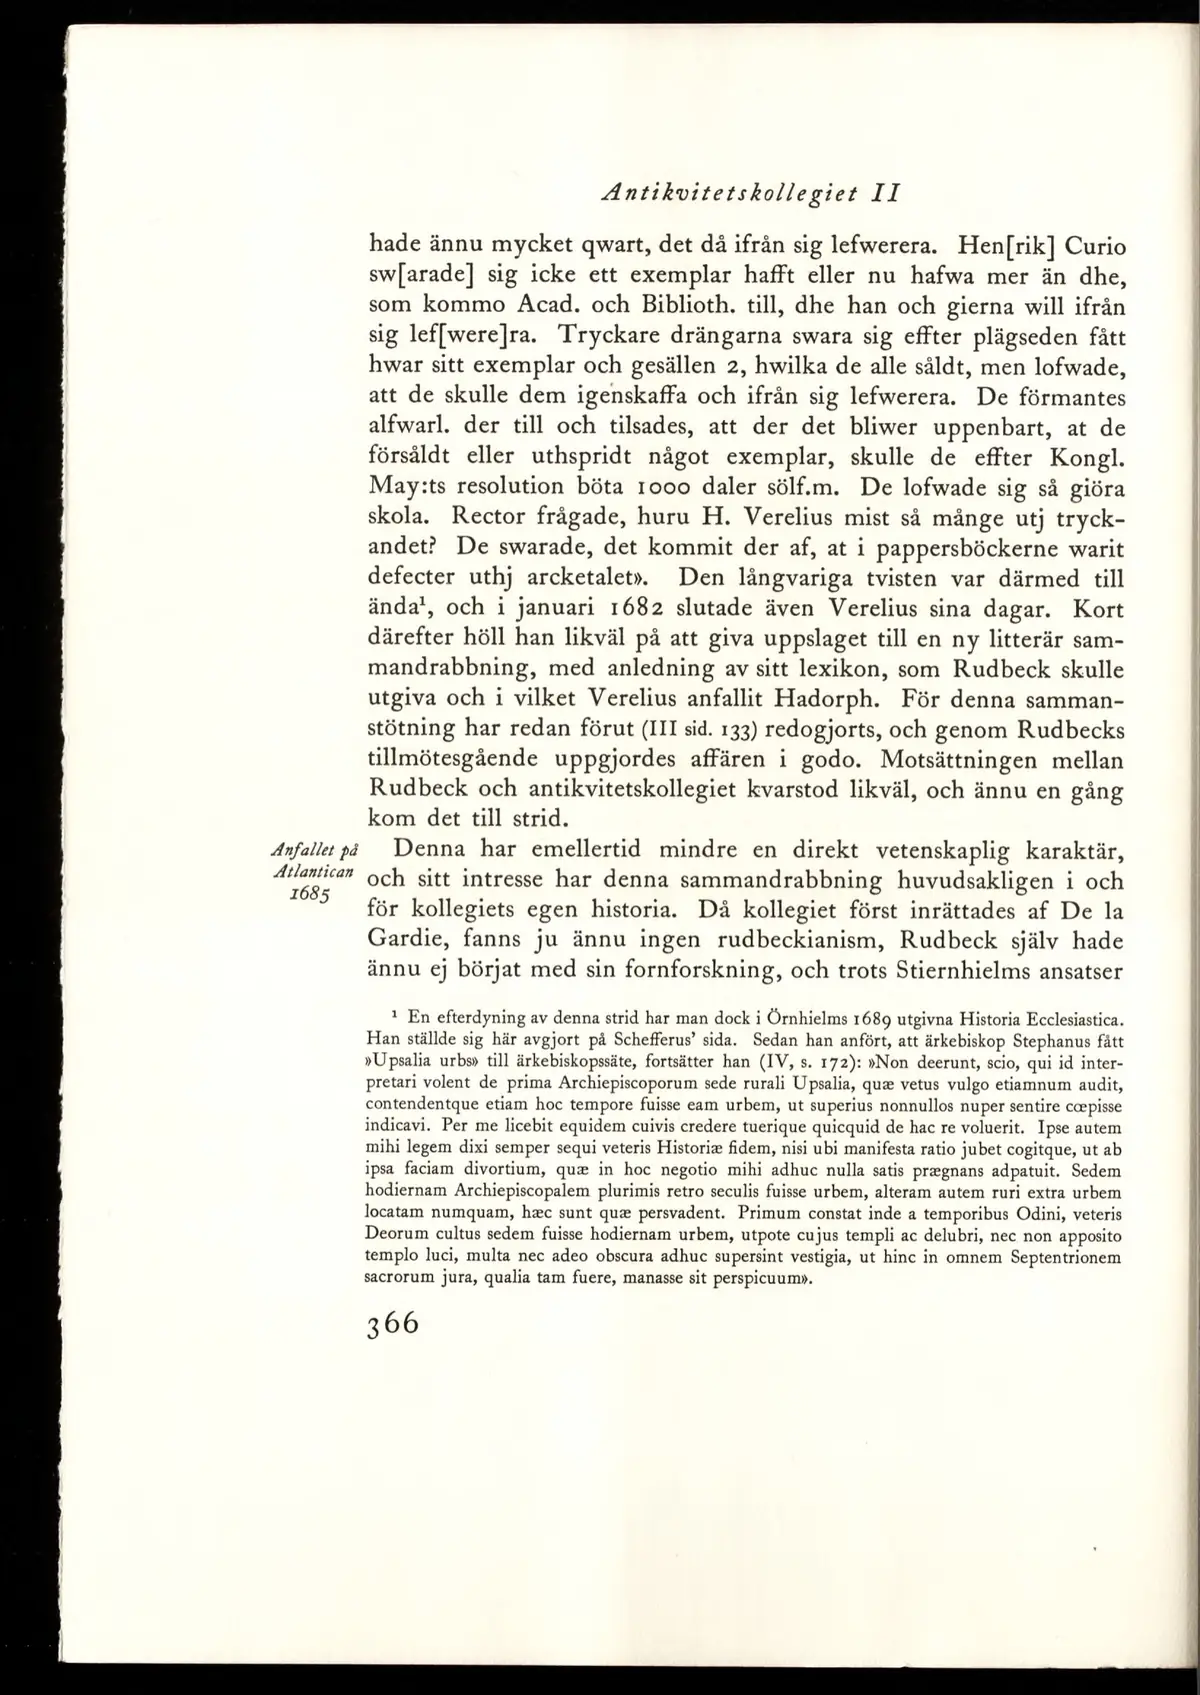 Antikvitetskollegiet II
hade ännu mycket qwart, det då ifrån sig lefwerera. Hen[rik] Curio
sw[arade] sig icke ett exemplar hafft eller nu hafwa mer än dhe,
som kommo Acad. och Biblioth. till, dhe han och gierna will ifrån
sig lef[were]ra. Tryckare drängarna swara sig effter plägseden fått
hwar sitt exemplar och gesällen 2, hwilka de alle såldt, men lofwade,
att de skulle dem igenskaffa och ifrån sig lefwerera. De förmantes
alfwarl. der till och tilsades, att der det bliwer uppenbart, at de
försåldt eller uthspridt något exemplar, skulle de effter Kongl.
May:ts resolution böta 1000 daler sölf.m. De lofwade sig så giöra
skola. Rector frågade, huru H. Verelius mist så månge utj tryck-
andet? De swarade, det kommit der af, at i pappersböckerne warit
defecter uthj arcketalet». Den långvariga tvisten var därmed till
ända¹, och i januari 1682 slutade även Verelius sina dagar. Kort
därefter höll han likväl på att giva uppslaget till en ny litterär sam-
mandrabbning, med anledning av sitt lexikon, som Rudbeck skulle
utgiva och i vilket Verelius anfallit Hadorph. För denna samman-
stötning har redan förut (III sid. 133) redogjorts, och genom Rudbecks
tillmötesgående uppgjordes affären i godo. Motsättningen mellan
Rudbeck och antikvitetskollegiet kvarstod likväl, och ännu en gång
kom det till strid.
Anfallet på
Atlantican
1685
Denna har emellertid mindre en direkt vetenskaplig karaktär,
och sitt intresse har denna sammandrabbning huvudsakligen i och
för kollegiets egen historia. Då kollegiet först inrättades af De la
Gardie, fanns ju ännu ingen rudbeckianism, Rudbeck själv hade
ännu ej börjat med sin fornforskning, och trots Stiernhielms ansatser
¹ En efterdyning av denna strid har man dock i Örnhielms 1689 utgivna Historia Ecclesiastica.
Han ställde sig här avgjort på Schefferus' sida. Sedan han anfört, att ärkebiskop Stephanus fått
»Upsalia urbs» till ärkebiskopssäte, fortsätter han (IV, s. 172): »Non deerunt, scio, qui id inter-
pretari volent de prima Archiepiscoporum sede rurali Upsalia, quæ vetus vulgo etiamnum audit,
contendentque etiam hoc tempore fuisse eam urbem, ut superius nonnullos nuper sentire cœpisse
indicavi. Per me licebit equidem cuivis credere tuerique quicquid de hac re voluerit. Ipse autem
mihi legem dixi semper sequi veteris Historiæ fidem, nisi ubi manifesta ratio jubet cogitque, ut ab
ipsa faciam divortium, quæ in hoc negotio mihi adhuc nulla satis prægnans adpatuit. Sedem
hodiernam Archiepiscopalem plurimis retro seculis fuisse urbem, alteram autem ruri extra urbem
locatam numquam, hæc sunt quæ persvadent. Primum constat inde a temporibus Odini, veteris
Deorum cultus sedem fuisse hodiernam urbem, utpote cujus templi ac delubri, nec non apposito
templo luci, multa nec adeo obscura adhuc supersint vestigia, ut hinc in omnem Septentrionem
sacrorum jura, qualia tam fuere, manasse sit perspicuum».
366